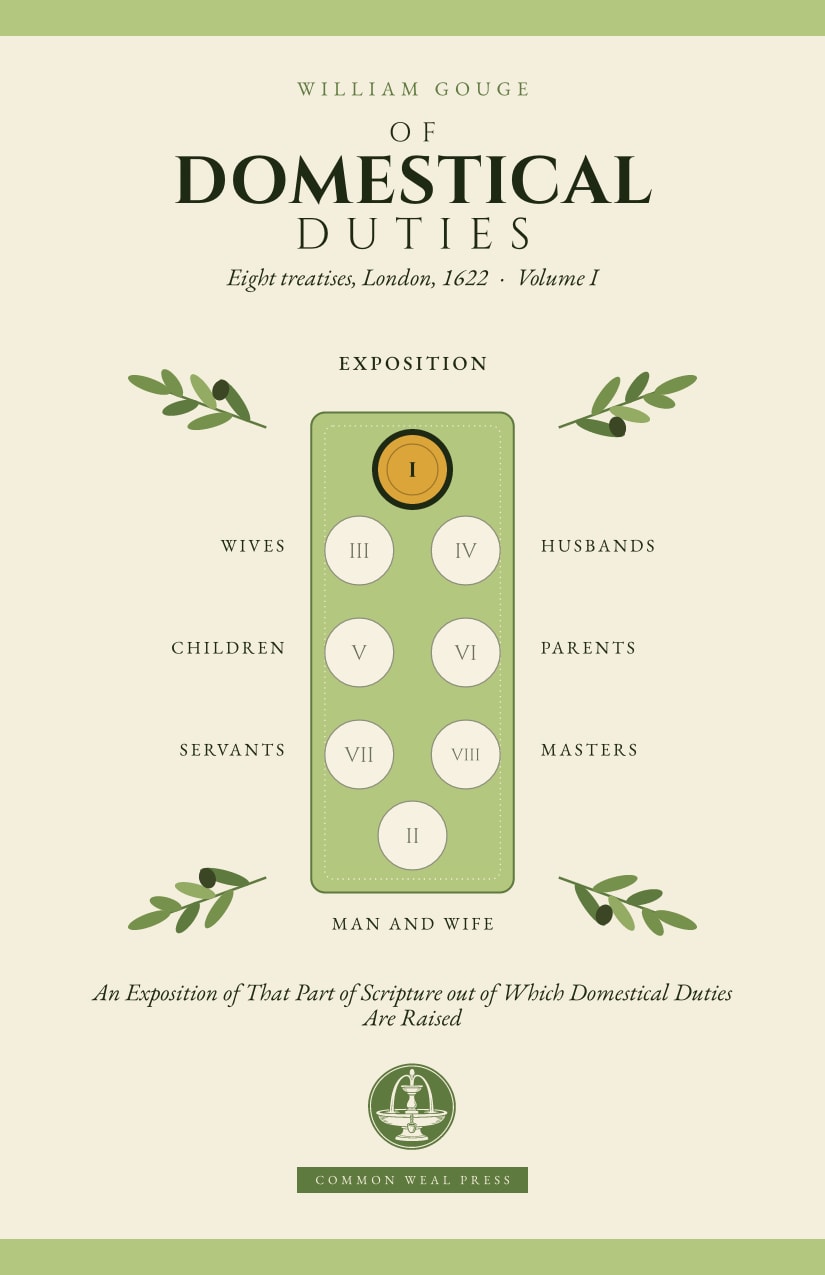 WILLIAM GOUGE
OF
DOMESTICAL
DUTIES
Eight treatises, London, 1622 · Volume I
EXPOSITION
I
WIVES III IV HUSBANDS
CHILDREN V VI PARENTS
SERVANTS VII VIII MASTERS
II
MAN AND WIFE
An Exposition of That Part of Scripture out of Which Domestical Duties
Are Raised
COMMON WEAL PRESS